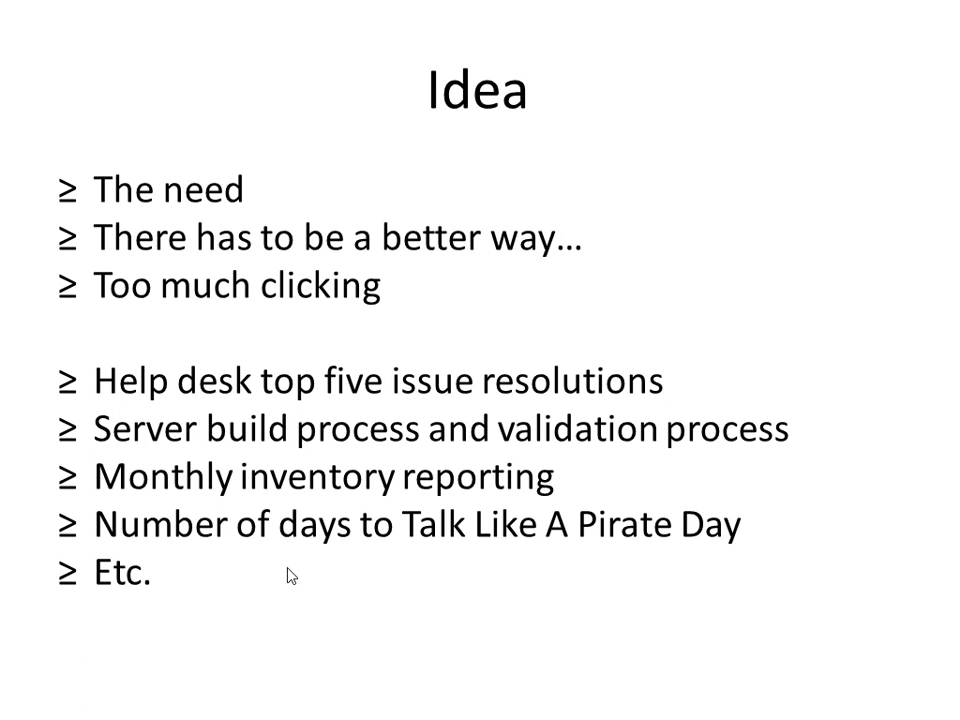 Idea
≥ The need
≥ There has to be a better way…
≥ Too much clicking
≥ Help desk top five issue resolutions
≥ Server build process and validation process
≥ Monthly inventory reporting
≥ Number of days to Talk Like A Pirate Day
≥ Etc.